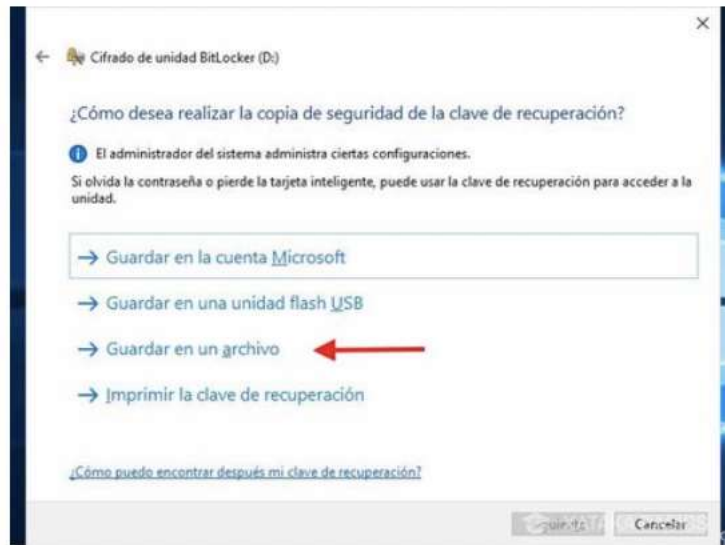 Cifrado de unidad BitLocker (D:)
¿Cómo desea realizar la copia de seguridad de la clave de recuperación?
El administrador del sistema administra ciertas configuraciones.
Si olvida la contraseña o pierde la tarjeta inteligente, puede usar la clave de recuperación para acceder a la
unidad.
Guardar en la cuenta Microsoft
Guardar en una unidad flash USB
Guardar en un archivo
Imprimir la clave de recuperación
¿Cómo puedo encontrar después mi clave de recuperación?
Cancelar